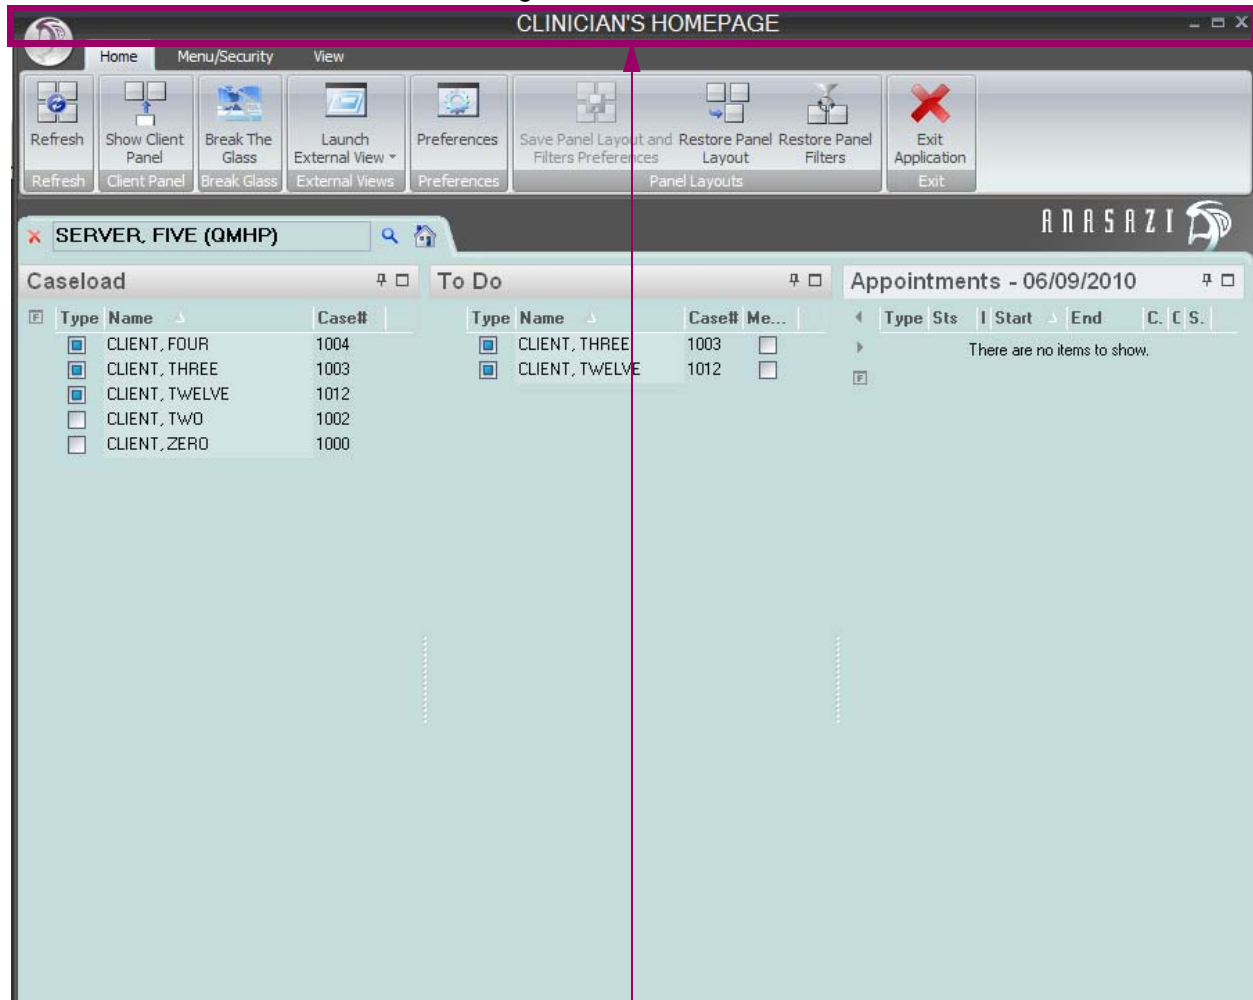 CLINICIAN'S HOMEPAGE
Home Menu/Security View
Refresh Show Client Panel Break The Glass Launch External View Preferences Save Panel Layout and Filters Preferences Restore Panel Layout Restore Panel Filters Exit Application
Refresh Client Panel Break Glass External Views Preferences Panel Layouts Exit
ANASAZI
SERVER, FIVE (QMHP)
Caseload
F Type Name Case#
CLIENT, FOUR 1004
CLIENT, THREE 1003
CLIENT, TWELVE 1012
CLIENT, TWO 1002
CLIENT, ZERO 1000
To Do
Type Name Case# Me...
CLIENT, THREE 1003
CLIENT, TWELVE 1012
Appointments - 06/09/2010
Type Sts I Start End C. C S.
There are no items to show.
F